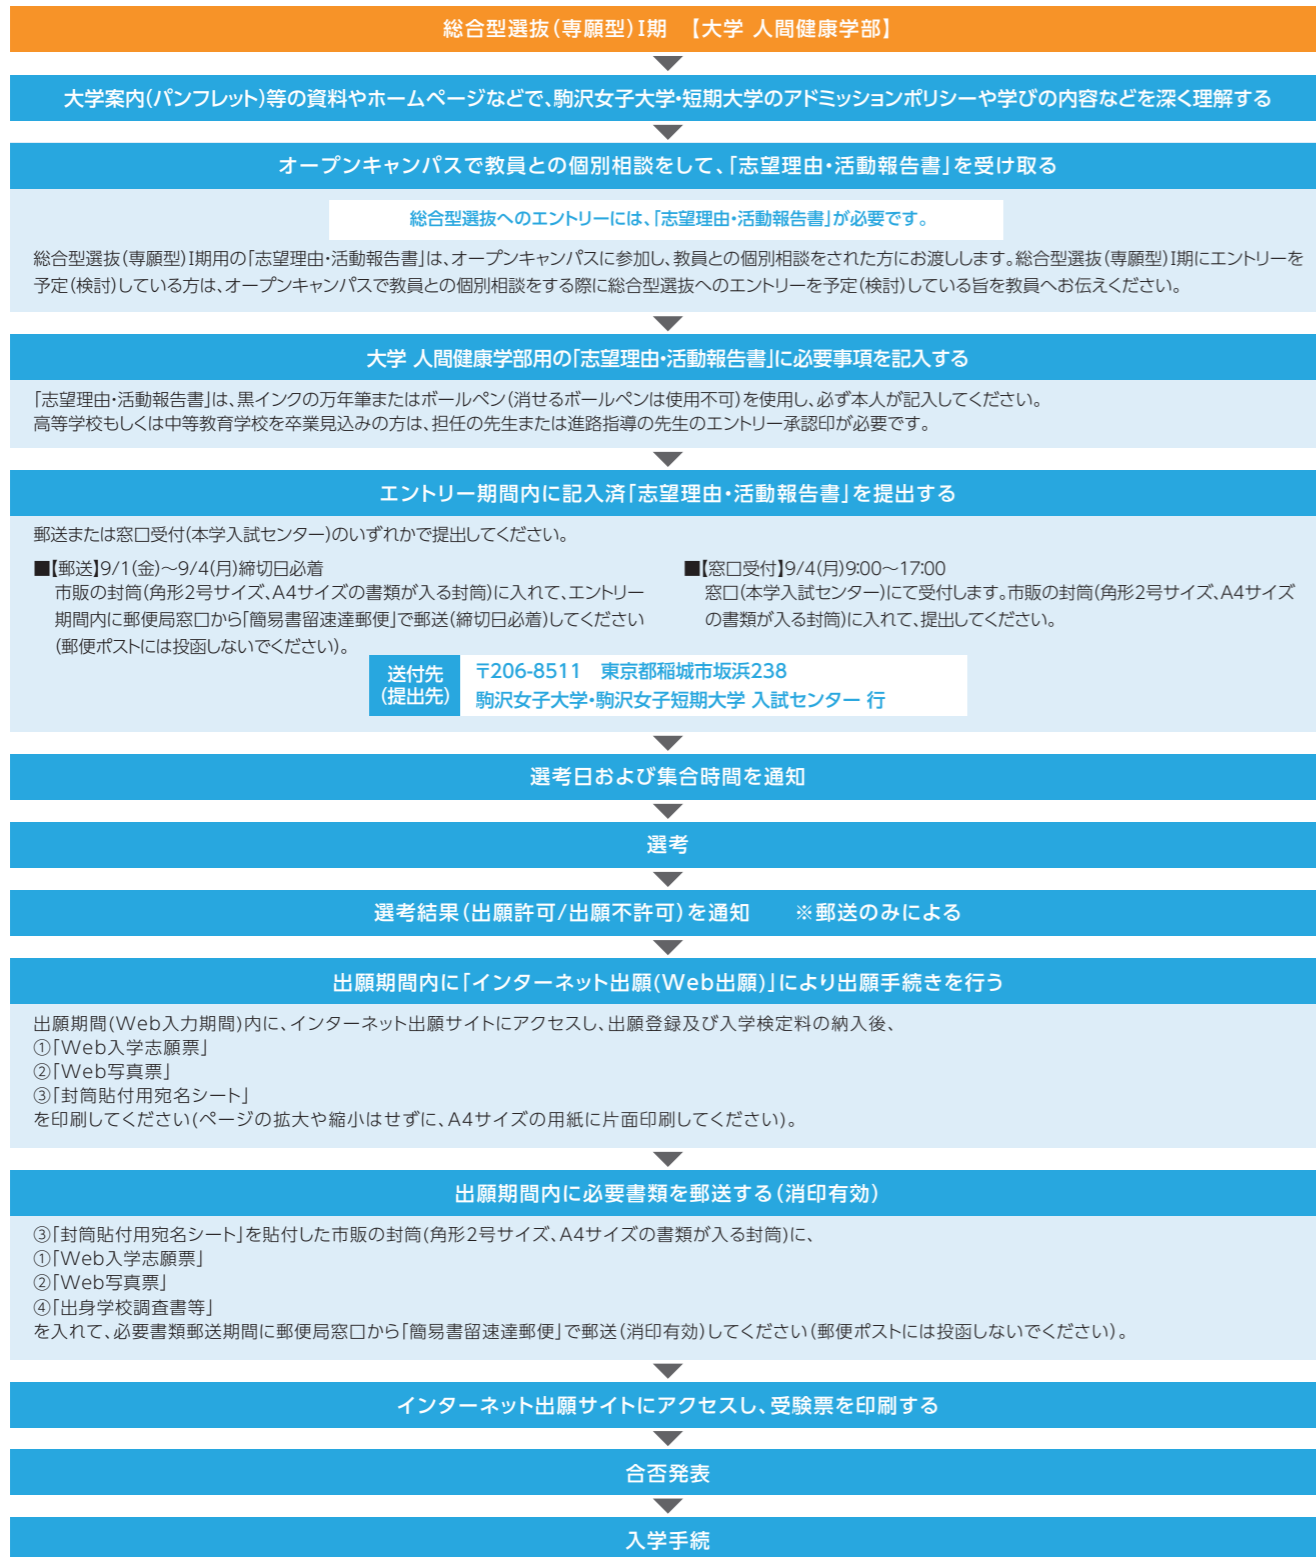 総合型選抜(専願型)Ⅰ期 【大学 人間健康学部】
大学案内(パンフレット)等の資料やホームページなどで、駒沢女子大学・短期大学のアドミッションポリシーや学びの内容などを深く理解する
オープンキャンパスで教員との個別相談をして、「志望理由・活動報告書」を受け取る
総合型選抜へのエントリーには、「志望理由・活動報告書」が必要です。
総合型選抜(専願型)Ⅰ期用の「志望理由・活動報告書」は、オープンキャンパスに参加し、教員との個別相談をされた方にお渡しします。総合型選抜(専願型)Ⅰ期にエントリーを
予定(検討)している方は、オープンキャンパスで教員との個別相談をする際に総合型選抜へのエントリーを予定(検討)している旨を教員へお伝えください。
大学 人間健康学部用の「志望理由・活動報告書」に必要事項を記入する
「志望理由・活動報告書」は、黒インクの万年筆またはボールペン(消せるボールペンは使用不可)を使用し、必ず本人が記入してください。
高等学校もしくは中等教育学校を卒業見込みの方は、担任の先生または進路指導の先生のエントリー承認印が必要です。
エントリー期間内に記入済「志望理由・活動報告書」を提出する
郵送または窓口受付(本学入試センター)のいずれかで提出してください。
■【郵送】9/1(金)〜9/4(月)締切日必着
市販の封筒(角形2号サイズ、A4サイズの書類が入る封筒)に入れて、エントリー
期間内に郵便局窓口から「簡易書留速達郵便」で郵送(締切日必着)してください
(郵便ポストには投函しないでください)。
■【窓口受付】9/4(月)9:00〜17:00
窓口(本学入試センター)にて受付します。市販の封筒(角形2号サイズ、A4サイズ
の書類が入る封筒)に入れて、提出してください。
送付先
(提出先)
〒206-8511 東京都稲城市坂浜238
駒沢女子大学・駒沢女子短期大学 入試センター 行
選考日および集合時間を通知
選考
選考結果(出願許可/出願不許可)を通知 ※郵送のみによる
出願期間内に「インターネット出願(Web出願)」により出願手続きを行う
出願期間(Web入力期間)内に、インターネット出願サイトにアクセスし、出願登録及び入学検定料の納入後、
①「Web入学志願票」
②「Web写真票」
③「封筒貼付用宛名シート」
を印刷してください(ページの拡大や縮小はせずに、A4サイズの用紙に片面印刷してください)。
出願期間内に必要書類を郵送する(消印有効)
③「封筒貼付用宛名シート」を貼付した市販の封筒(角形2号サイズ、A4サイズの書類が入る封筒)に、
①「Web入学志願票」
②「Web写真票」
④「出身学校調査書等」
を入れて、必要書類郵送期間に郵便局窓口から「簡易書留速達郵便」で郵送(消印有効)してください(郵便ポストには投函しないでください)。
インターネット出願サイトにアクセスし、受験票を印刷する
合否発表
入学手続